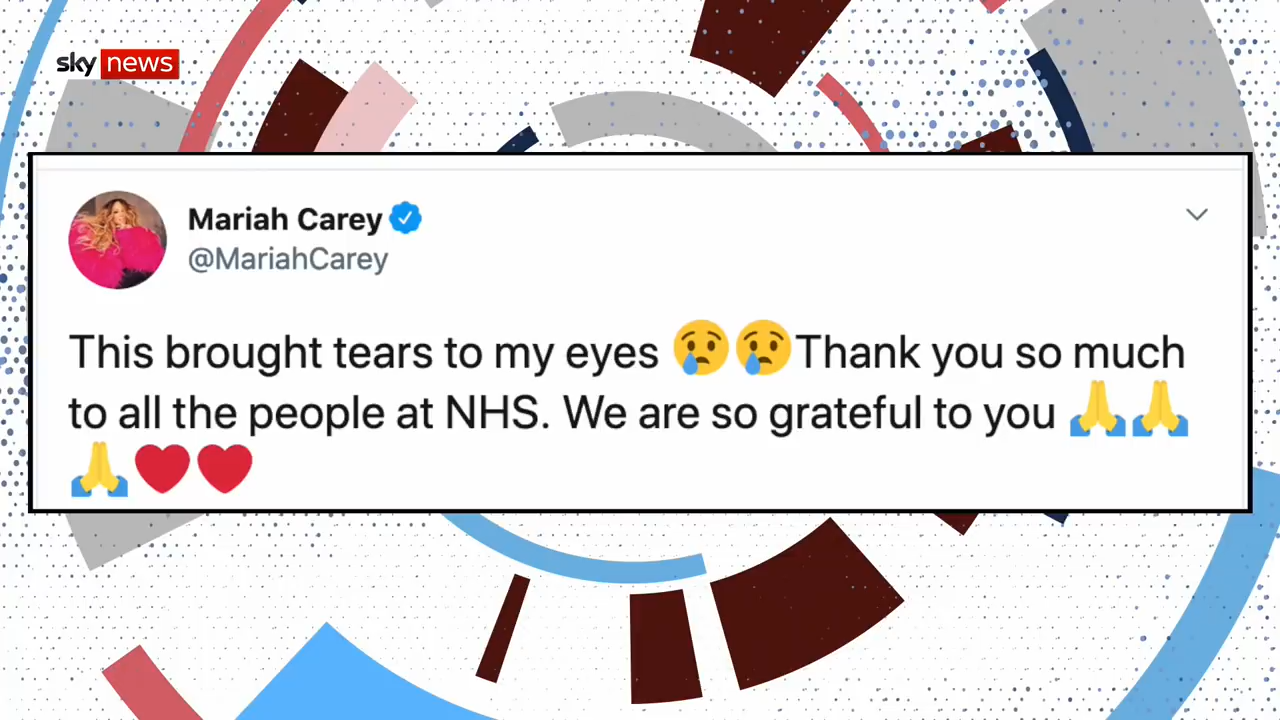 sky news
Mariah Carey
@MariahCarey
This brought tears to my eyes 😢😢Thank you so much
to all the people at NHS. We are so grateful to you 🙏🙏
🙏❤️❤️